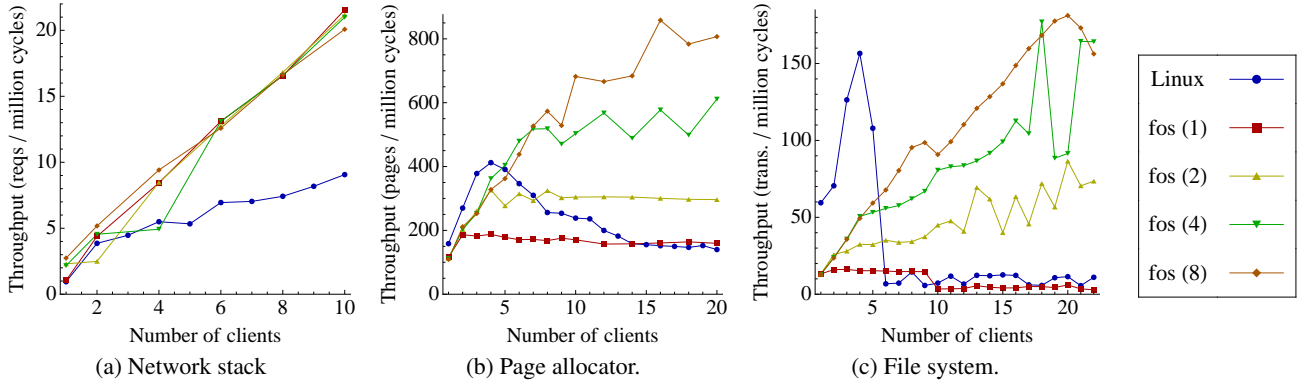 Throughput (reqs / million cycles)
20
15
10
5
0
2
4
6
8
10
Number of clients
(a) Network stack
Throughput (pages / million cycles)
800
600
400
200
0
0
5
10
15
20
Number of clients
(b) Page allocator.
Throughput (trans. / million cycles)
150
100
50
0
5
10
15
20
Number of clients
(c) File system.
Linux
fos (1)
fos (2)
fos (4)
fos (8)